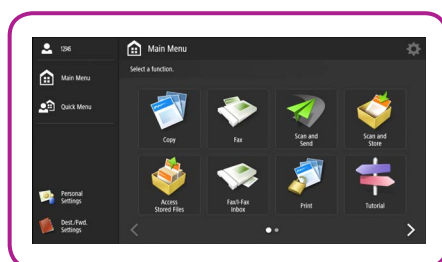 12345
Main Menu
Select a function.
Main Menu
Quick Menu
Copy
Fax
Scan and
Send
Scan and
Store
Access
Stored Files
Fax/I-Fax
Inbox
Print
Tutorial
Personal
Settings
Dest./Fwd.
Settings